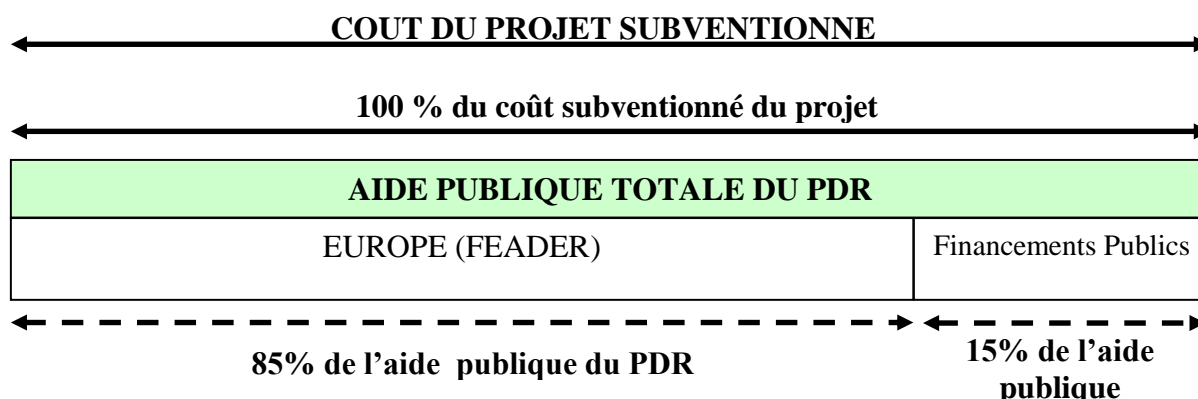 COUT DU PROJET SUBVENTIONNE
100 % du coût subventionné du projet
AIDE PUBLIQUE TOTALE DU PDR
EUROPE (FEADER)
Financements Publics
85% de l’aide publique du PDR
15% de l’aide
publique